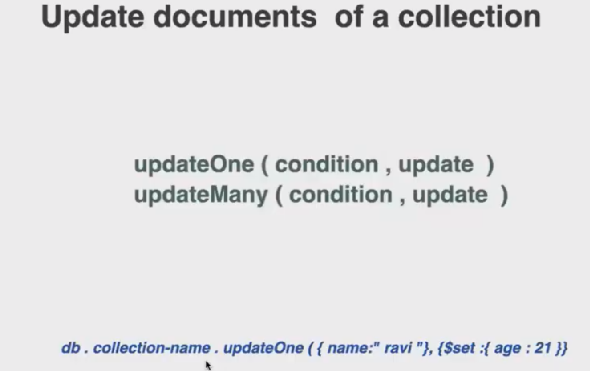 Update documents of a collection
updateOne ( condition , update )
updateMany ( condition , update )
db . collection-name . updateOne ( { name:" ravi "}, {$set :{ age : 21 }}